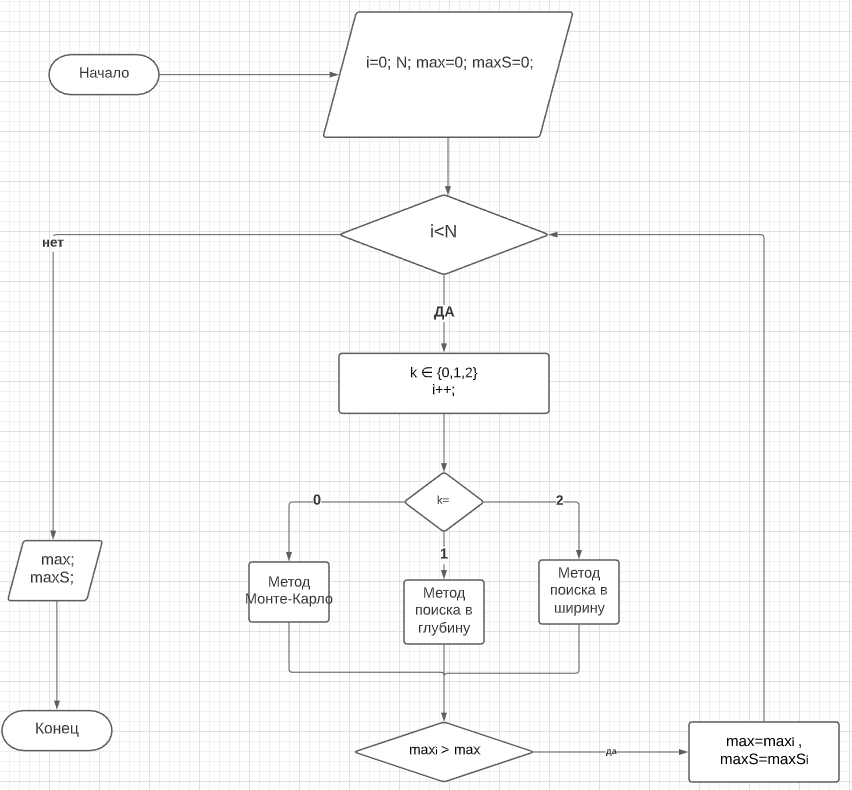 Начало
i=0; N; max=0; maxS=0;
i<N
нет
ДА
k ∈ {0,1,2}
i++;
k=
0
1
2
Метод
Монте-Карло
Метод
поиска в
глубину
Метод
поиска в
ширину
max;
maxS;
Конец
maxi > max
да
max=maxi ,
maxS=maxSi